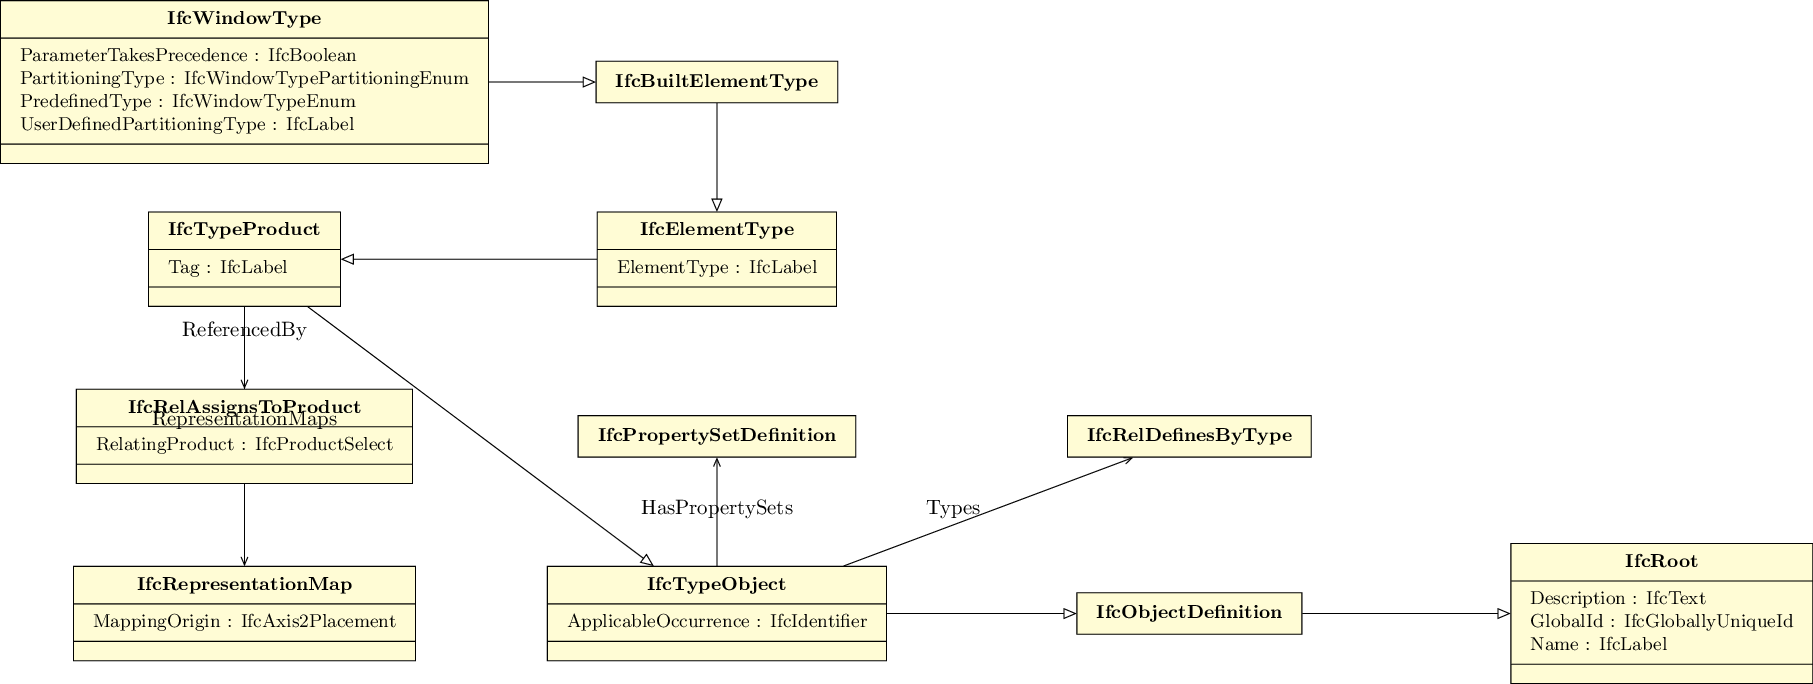 IfcWindowType
ParameterTakesPrecedence : IfcBoolean
PartitioningType : IfcWindowTypePartitioningEnum
PredefinedType : IfcWindowTypeEnum
UserDefinedPartitioningType : IfcLabel
IfcBuiltElementType
IfcTypeProduct
Tag : IfcLabel
IfcElementType
ElementType : IfcLabel
ReferencedBy
IfcRelAssignsToProduct
RepresentationMaps
RelatingProduct : IfcProductSelect
IfcPropertySetDefinition
IfcRelDefinesByType
HasPropertySets
Types
IfcRepresentationMap
MappingOrigin : IfcAxis2Placement
IfcTypeObject
ApplicableOccurrence : IfcIdentifier
IfcObjectDefinition
IfcRoot
Description : IfcText
GlobalId : IfcGloballyUniqueId
Name : IfcLabel